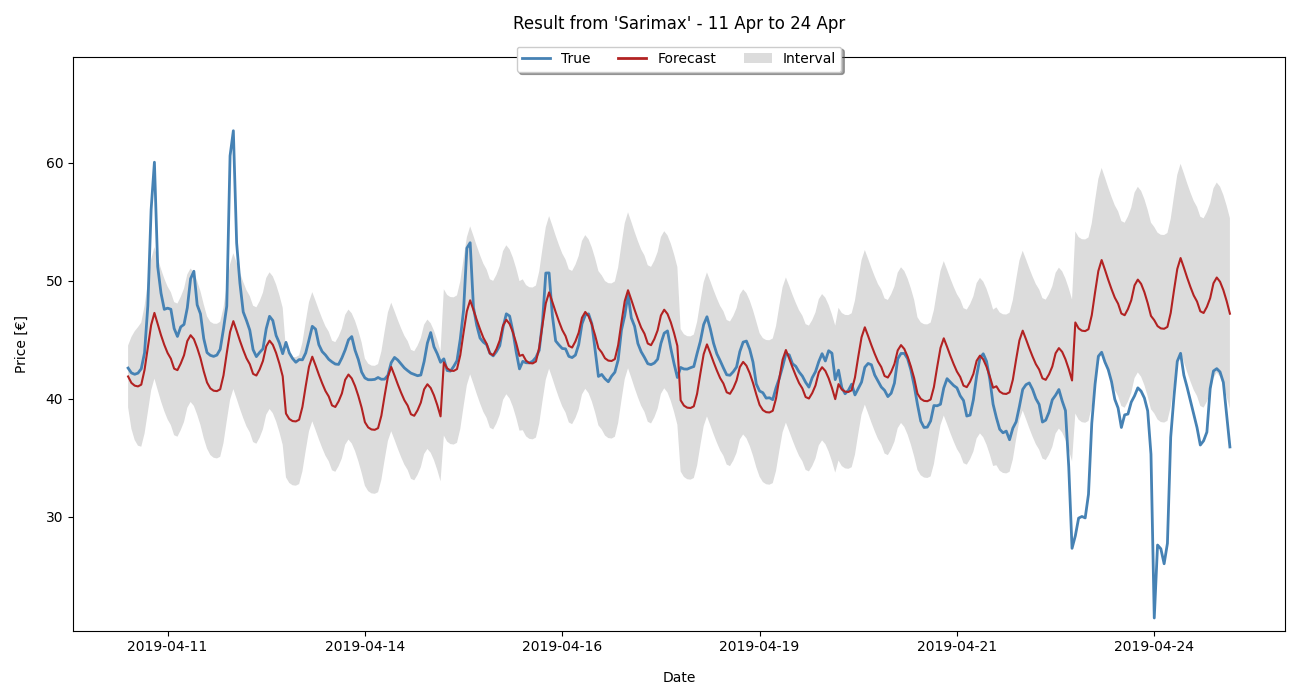 Result from 'Sarimax' - 11 Apr to 24 Apr
True Forecast Interval
Price [€]
60
50
40
30
2019-04-11 2019-04-14 2019-04-16 2019-04-19 2019-04-21 2019-04-24
Date